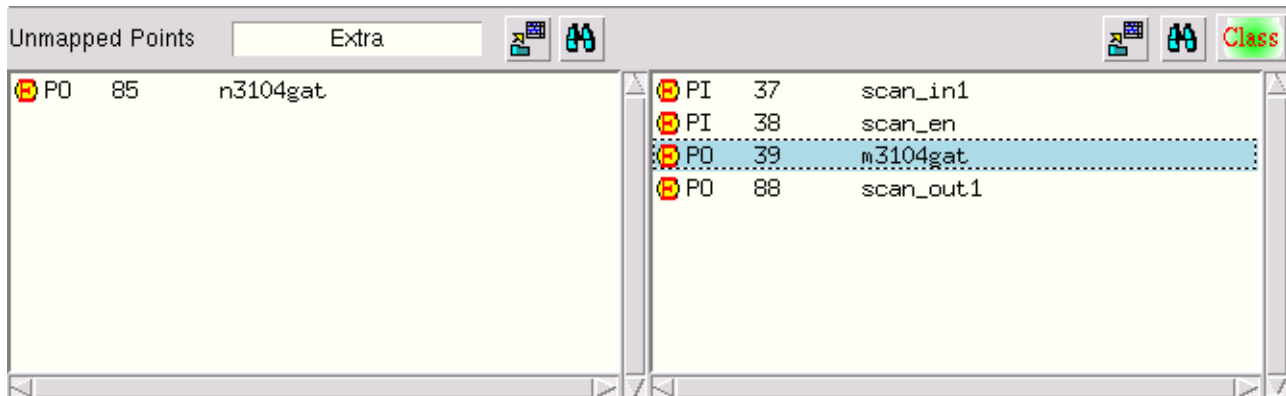 Unmapped Points Extra Class
E PO 85 n3104gat
E PI 37 scan_in1
E PI 38 scan_en
E PO 39 m3104gat
E PO 88 scan_out1